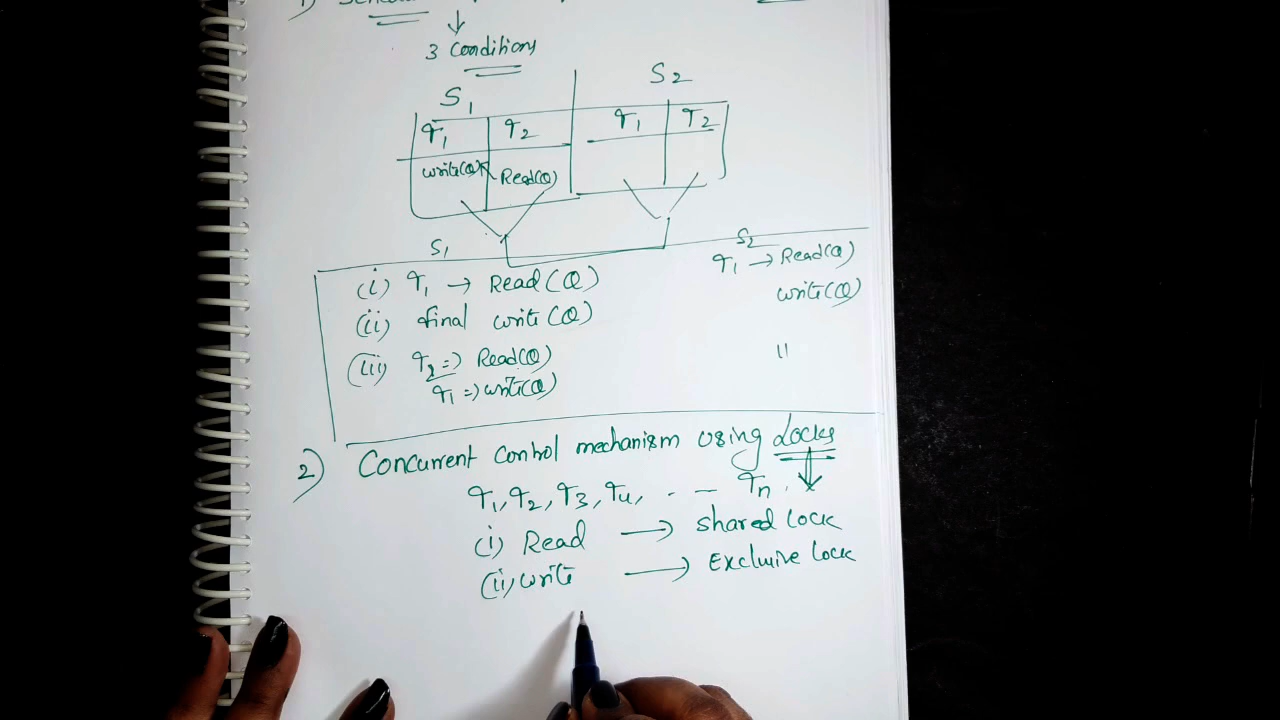 1)
3 Conditions
S1 S2
T1 T2 T1 T2
write(Q) Read(Q)
S1 S2
(i) T1 → Read(Q) T1 → Read(Q)
(ii) final write(Q) write(Q)
(iii) T2 => Read(Q) "
T1 => write(Q)
2) Concurrent control mechanism using Locks
T1, T2, T3, T4, . . — Tn.
(i) Read → shared lock
(ii) write → Exclusive lock